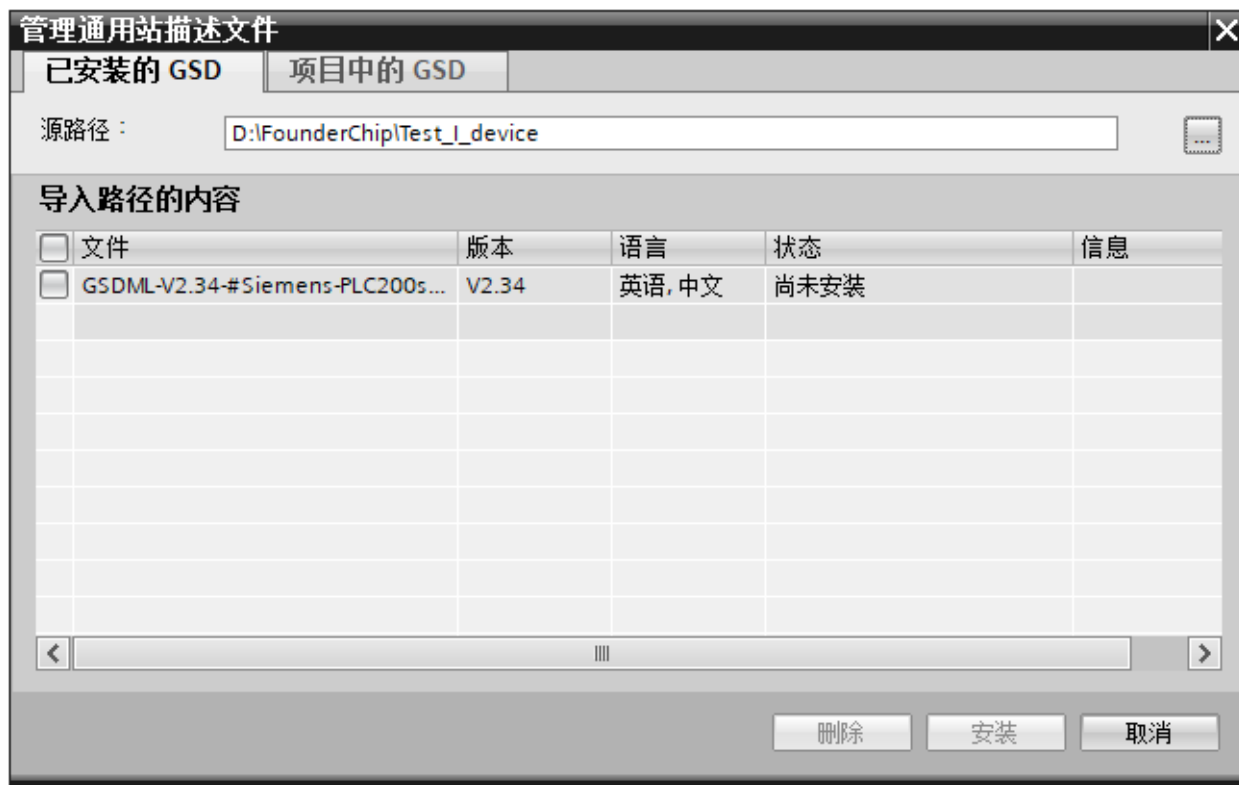 管理通用站描述文件
已安装的 GSD 项目中的 GSD
源路径： D:\FounderChip\Test_I_device ...
导入路径的内容
文件 版本 语言 状态 信息
GSDML-V2.34-#Siemens-PLC200s... V2.34 英语, 中文 尚未安装
删除 安装 取消